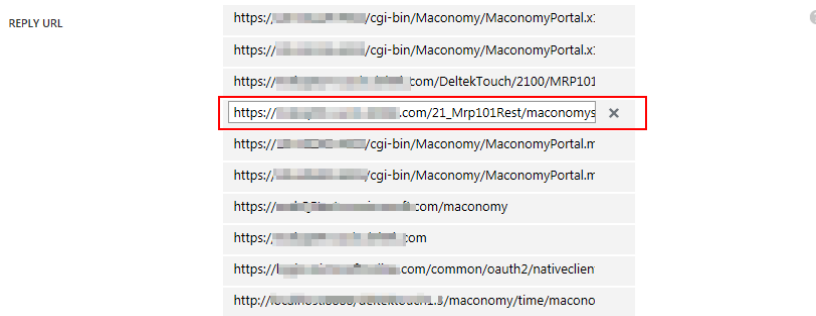 REPLY URL
https:// /cgi-bin/Maconomy/MaconomyPortal.x
https:// /cgi-bin/Maconomy/MaconomyPortal.x
https:// .com/DeltekTouch/2100/MRP101
https:// .com/21_Mrp101Rest/maconomys
https:// /cgi-bin/Maconomy/MaconomyPortal.m
https:// /cgi-bin/Maconomy/MaconomyPortal.m
https:// .com/maconomy
https:// .com
https:// .com/common/oauth2/nativeclien
http:// /maconomy/time/macono